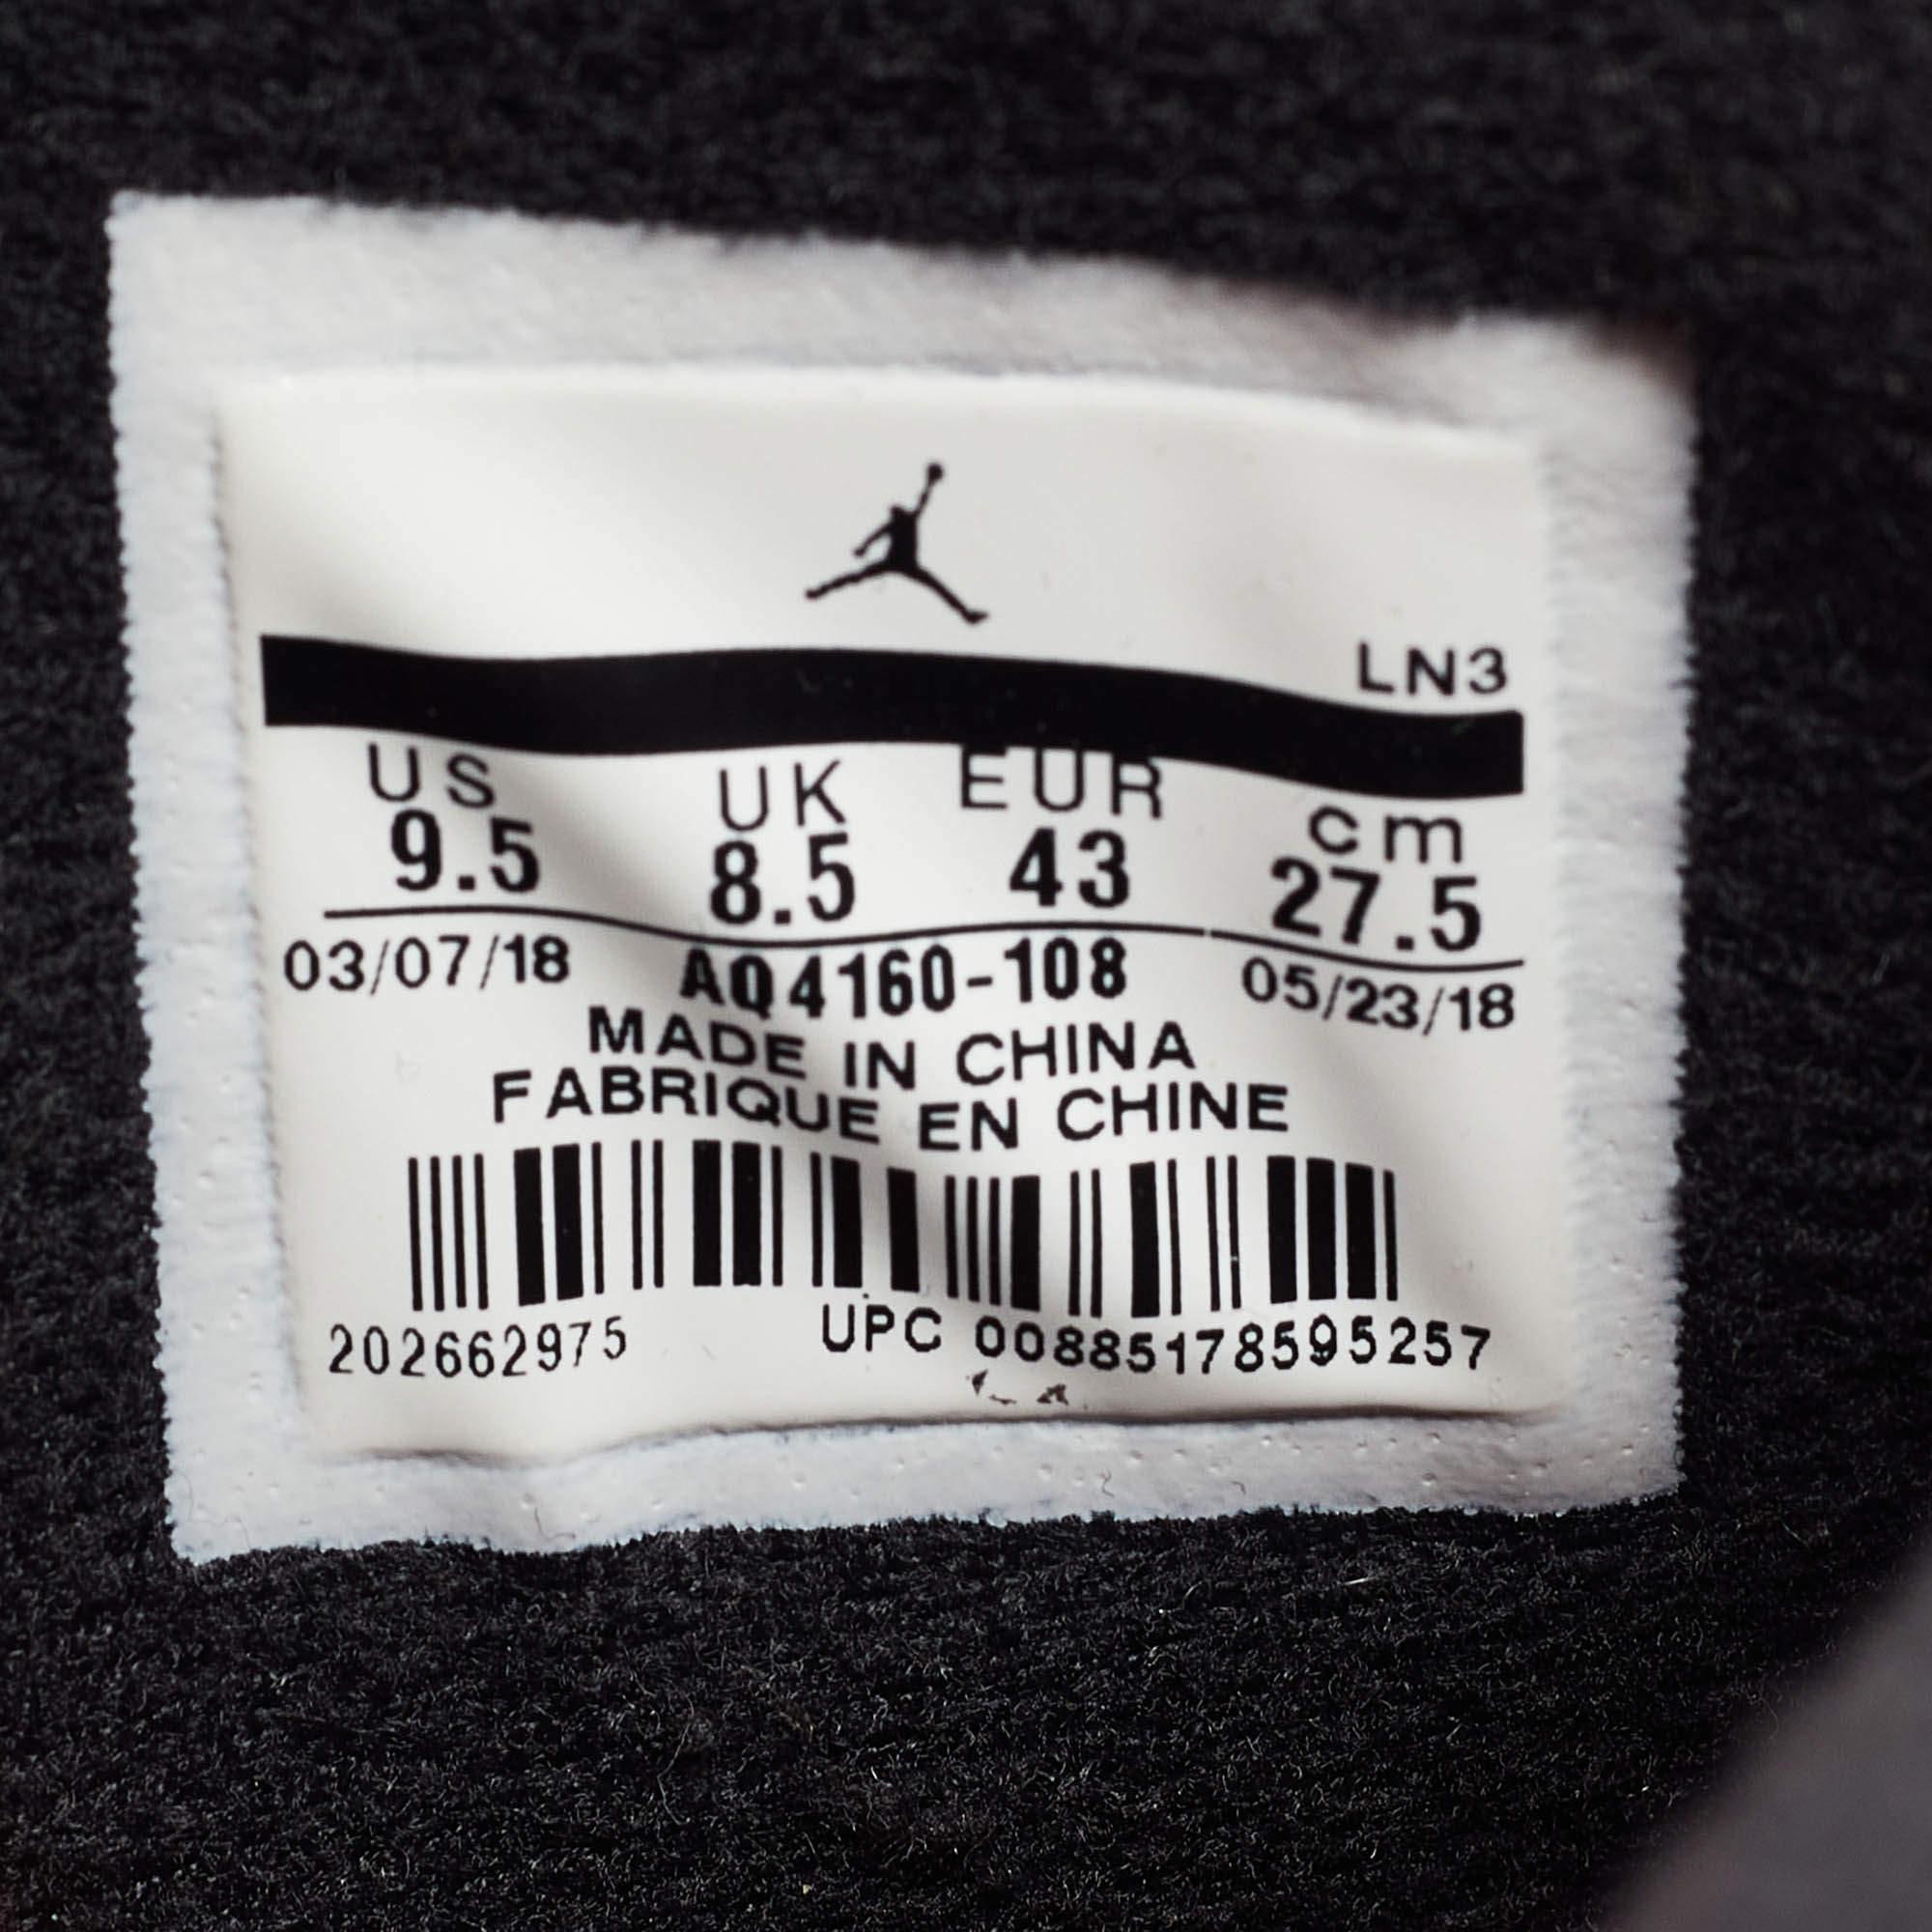 LN3
US UK EUR cm
9.5 8.5 43 27.5
03/07/18 AQ4160-108 05/23/18
MADE IN CHINA
FABRIQUE EN CHINE
202662975 UPC 00885178595257